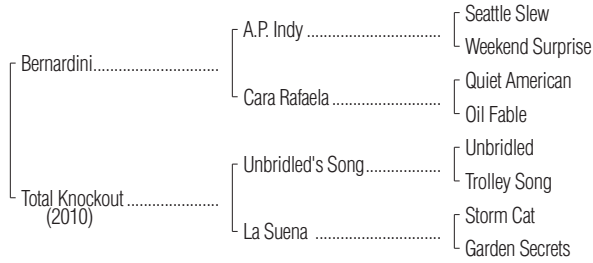 Seattle Slew
A.P. Indy ................................
Weekend Surprise
Bernardini..............................
Quiet American
Cara Rafaela..........................
Oil Fable
Unbridled
Unbridled's Song..................
Trolley Song
Total Knockout ......................
(2010)
Storm Cat
La Suena ..............................
Garden Secrets